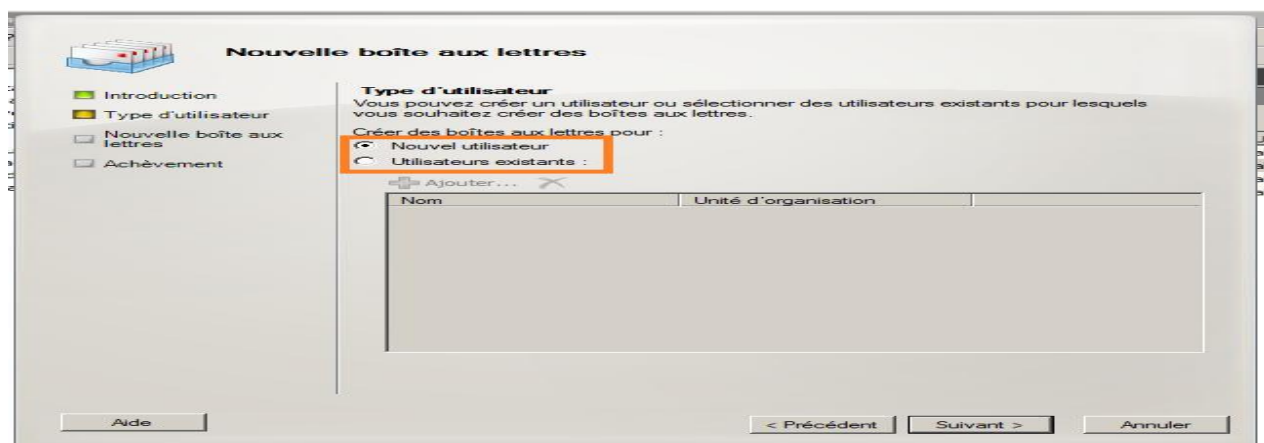 Nouvelle boîte aux lettres
Introduction
Type d'utilisateur
Nouvelle boîte aux
lettres
Achèvement
Type d'utilisateur
Vous pouvez créer un utilisateur ou sélectionner des utilisateurs existants pour lesquels
vous souhaitez créer des boîtes aux lettres.
Créer des boîtes aux lettres pour :
Nouvel utilisateur
Utilisateurs existants :
Ajouter...
Nom Unité d'organisation
Aide < Précédent Suivant > Annuler